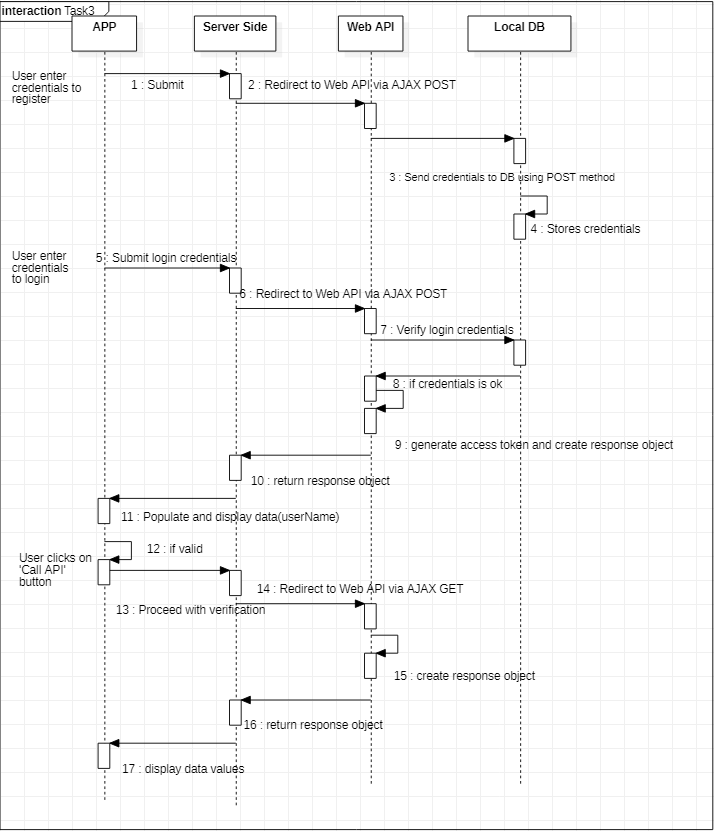 interaction Task3
APP
Server Side
Web API
Local DB
User enter
credentials to
register
1 : Submit
2 : Redirect to Web API via AJAX POST
3 : Send credentials to DB using POST method
4 : Stores credentials
User enter
credentials
to login
5 : Submit login credentials
6 : Redirect to Web API via AJAX POST
7 : Verify login credentials
8 : if credentials is ok
9 : generate access token and create response object
10 : return response object
11 : Populate and display data(userName)
12 : if valid
User clicks on
'Call API'
button
14 : Redirect to Web API via AJAX GET
13 : Proceed with verification
15 : create response object
16 : return response object
17 : display data values